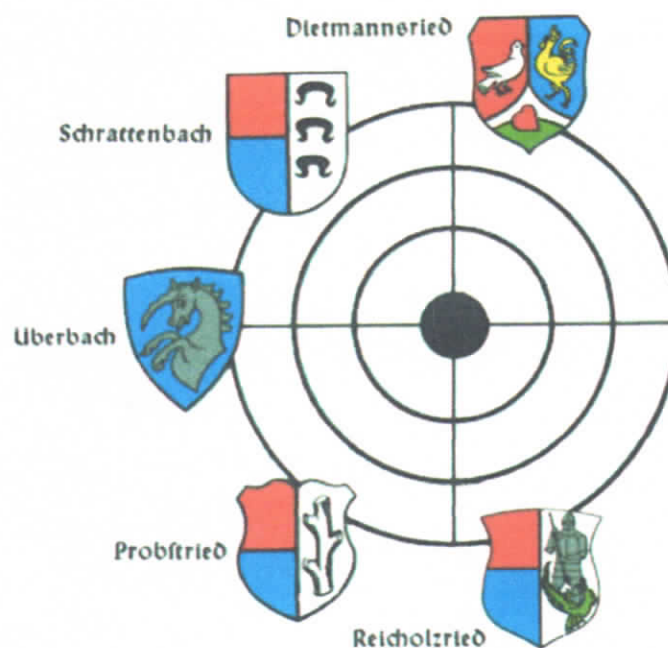 Dietmannsried
Schrattenbach
Überbach
Probſtried
Reicholzried